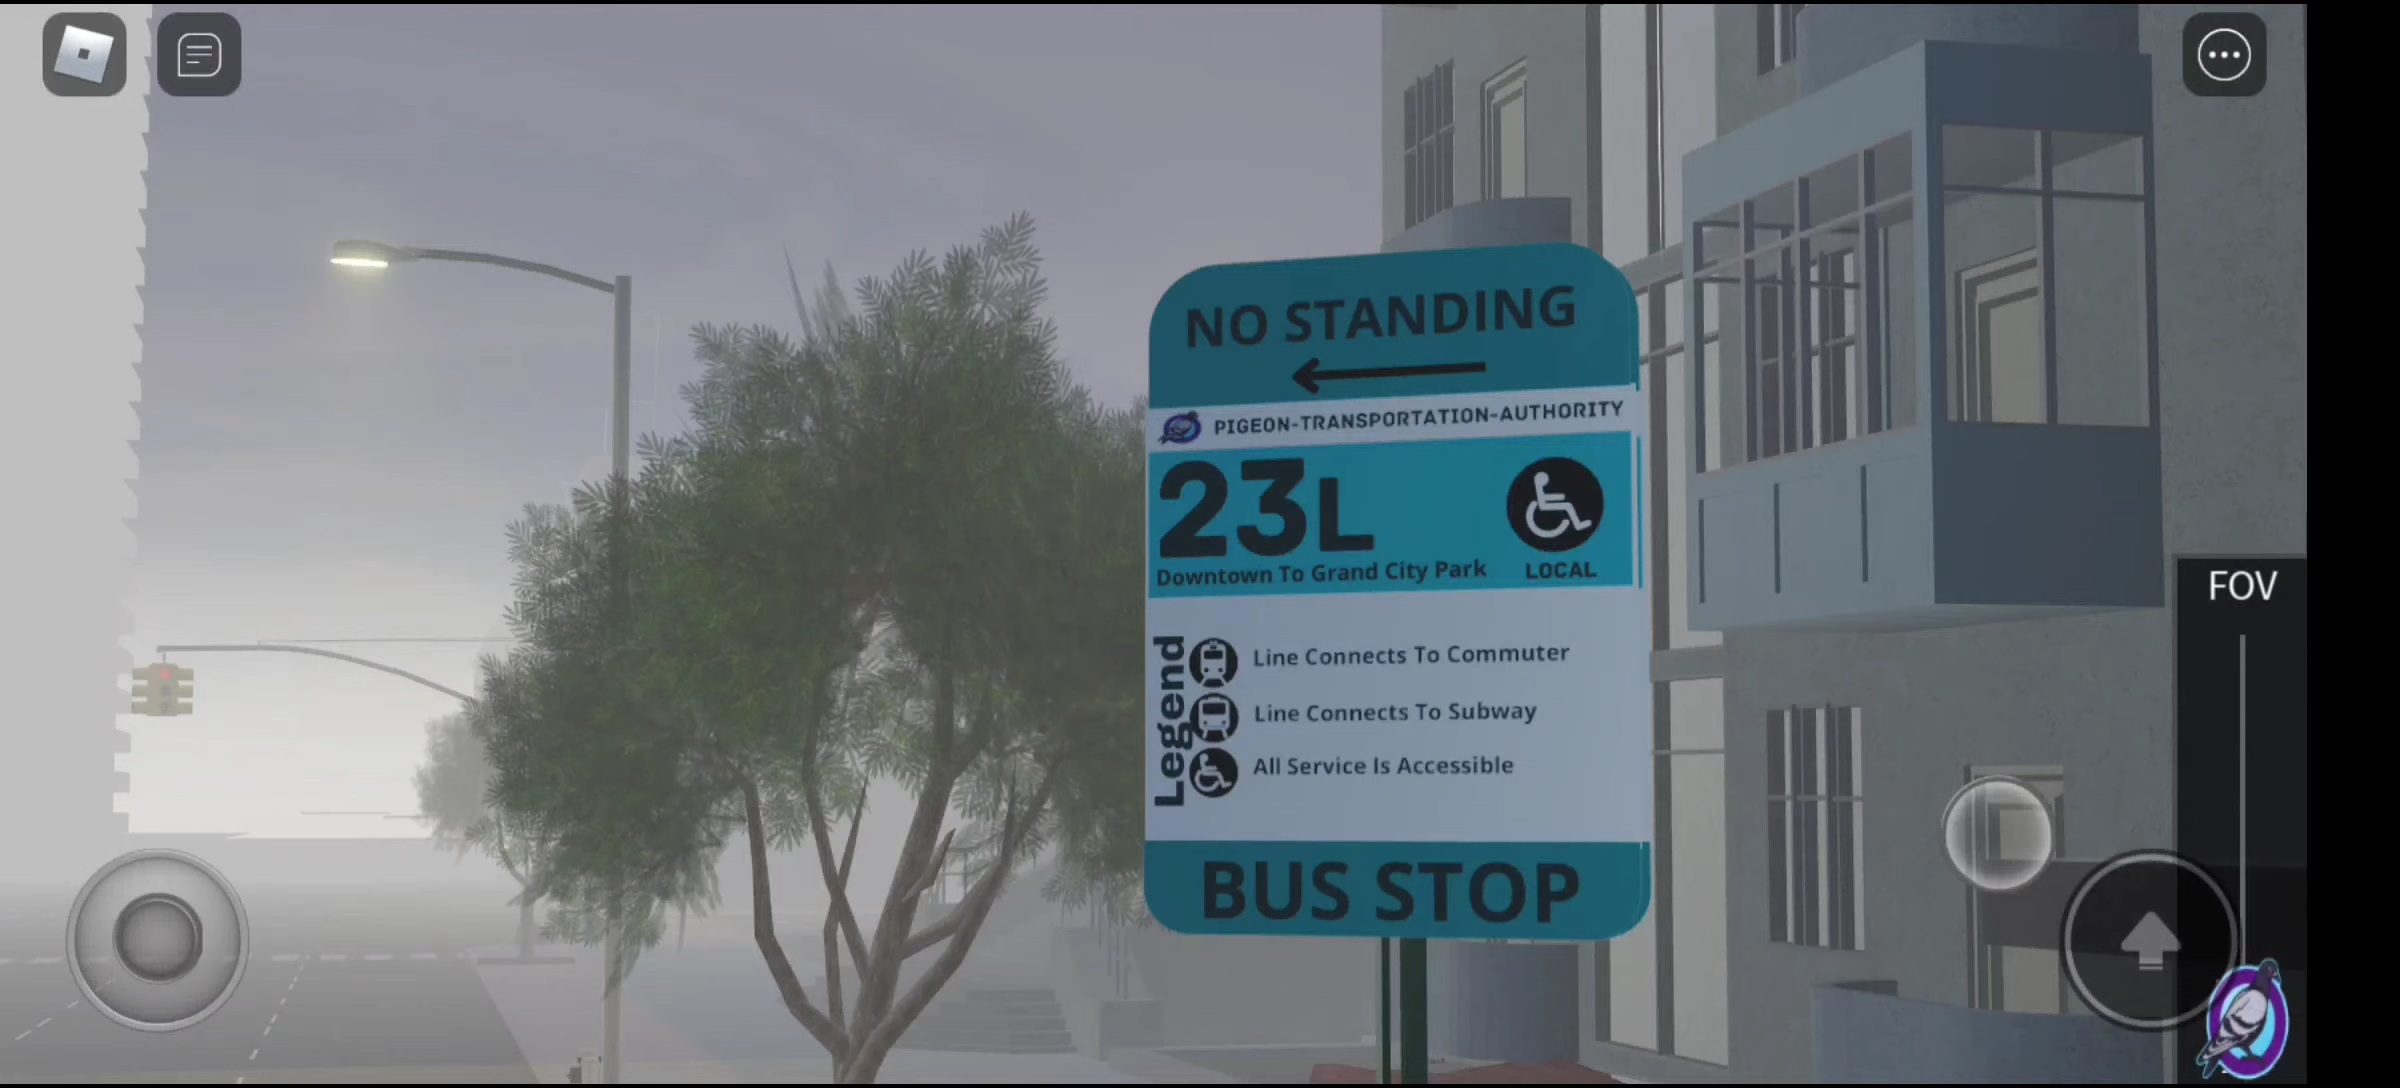 NO STANDING
PIGEON-TRANSPORTATION-AUTHORITY
23L
Downtown To Grand City Park
LOCAL
Legend
Line Connects To Commuter
Line Connects To Subway
All Service Is Accessible
BUS STOP
FOV